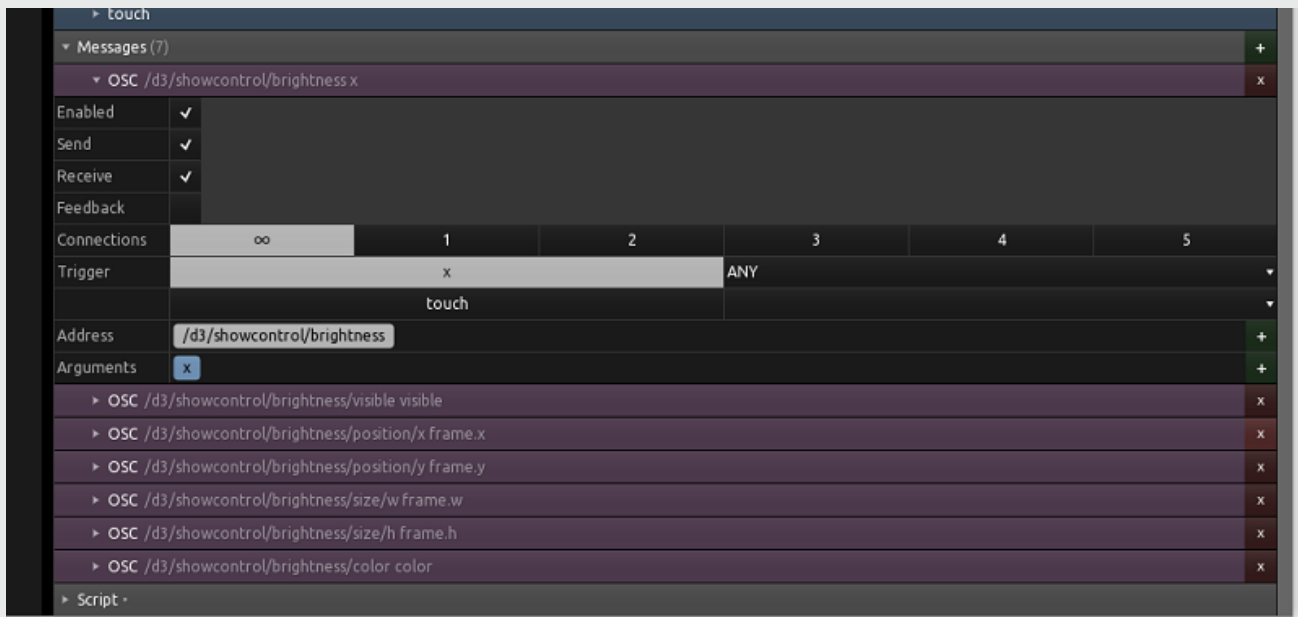 touch
Messages (7) +
OSC /d3/showcontrol/brightness x x
Enabled
Send
Receive
Feedback
Connections ∞ 1 2 3 4 5
Trigger x ANY
touch
Address /d3/showcontrol/brightness +
Arguments x +
OSC /d3/showcontrol/brightness/visible visible x
OSC /d3/showcontrol/brightness/position/x frame.x x
OSC /d3/showcontrol/brightness/position/y frame.y x
OSC /d3/showcontrol/brightness/size/w frame.w x
OSC /d3/showcontrol/brightness/size/h frame.h x
OSC /d3/showcontrol/brightness/color color x
Script •